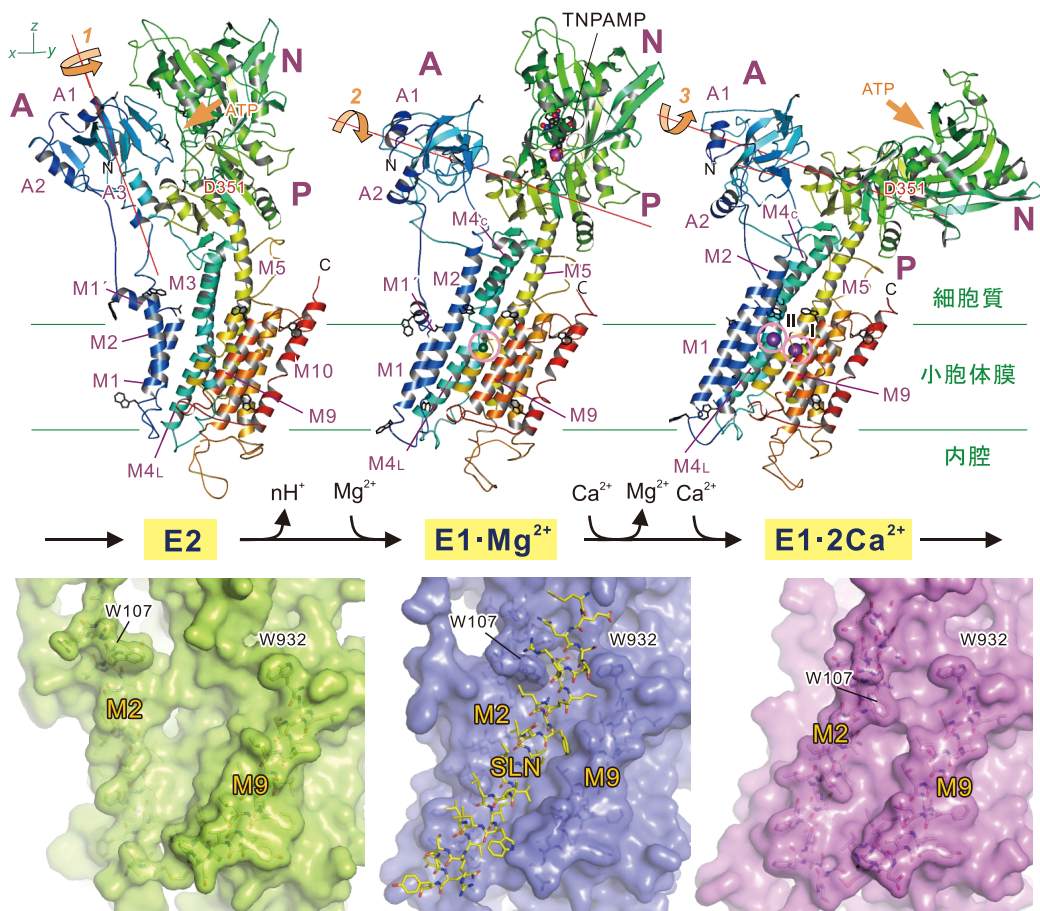 z
x y
1
A
A1
A2
N
A3
ATP
N
D351
P
M1´
M3
M5
C
M2
M1
M10
M9
M4L
TNPAMP
2
A
A1
N
A2
P
M4C
M2
M5
M1´
C
M1
M9
M4L
3
A
A1
ATP
N
A2
D351
N
M4C
M2
P
M5
C
II
I
M1
M9
M4L
細胞質
小胞体膜
内腔
nH+
Mg2+
Ca2+
Mg2+
Ca2+
E2
E1·Mg2+
E1·2Ca2+
W107
W932
M2
M9
W107
W932
M2
SLN
M9
W932
W107
M2
M9